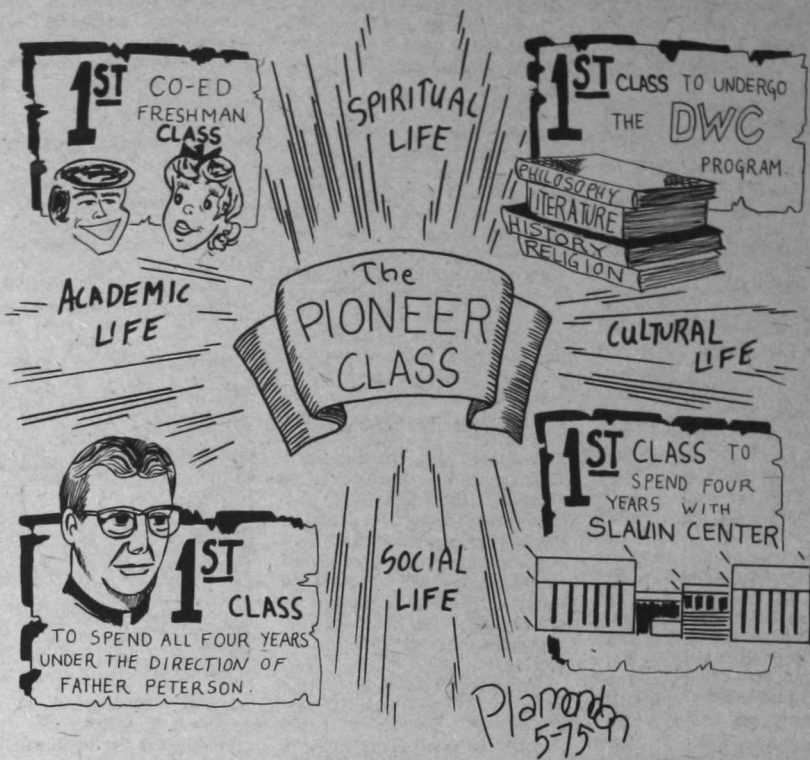 1ST CO-ED
FRESHMAN
CLASS
SPIRITUAL
LIFE
1ST CLASS TO UNDERGO
THE DWC
PROGRAM.
PHILOSOPHY
LITERATURE
HISTORY
RELIGION
ACADEMIC
LIFE
The
PIONEER
CLASS
CULTURAL
LIFE
1ST
CLASS
TO SPEND ALL FOUR YEARS
UNDER THE DIRECTION OF
FATHER PETERSON.
SOCIAL
LIFE
1ST CLASS TO
SPEND FOUR
YEARS WITH
SLAVIN CENTER
Plamondon
5-75